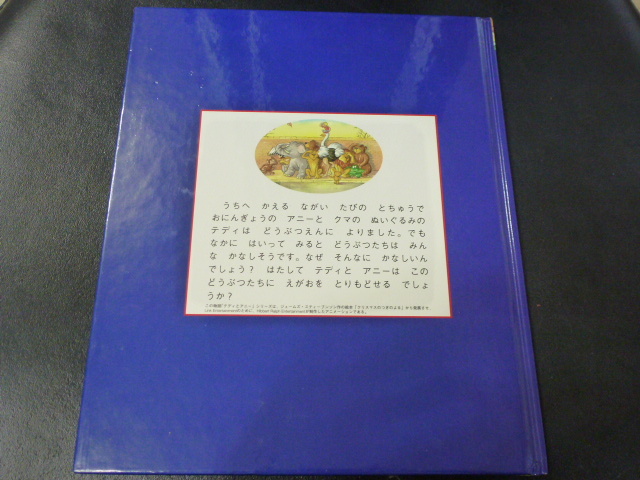 うちへ かえる ながい たびの とちゅうで
おにんぎょうの アニーと クマの ぬいぐるみの
テディは どうぶつえんに よりました。でも
なかに はいって みると どうぶつたちは みん
な かなしそうです。なぜ そんなに かなしいん
でしょう？ はたして テディと アニーは この
どうぶつたちに えがおを とりもどせる でしょ
うか？